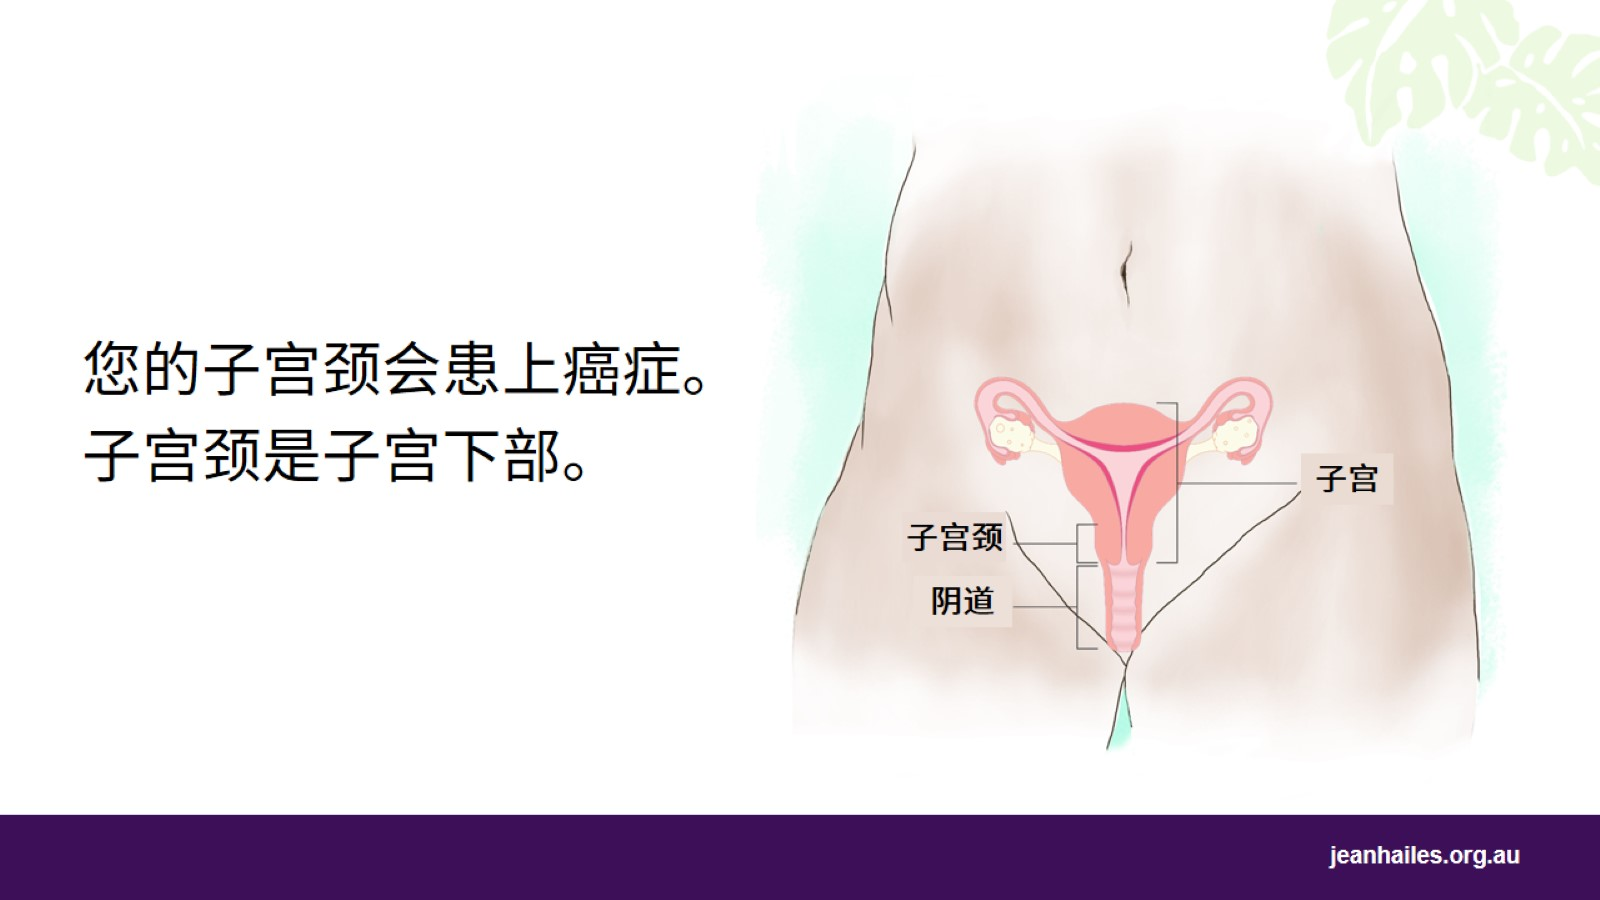 您的子宫颈会患上癌症。
子宫颈是子宫下部。
子宫
子宫颈
阴道
jeanhailes.org.au